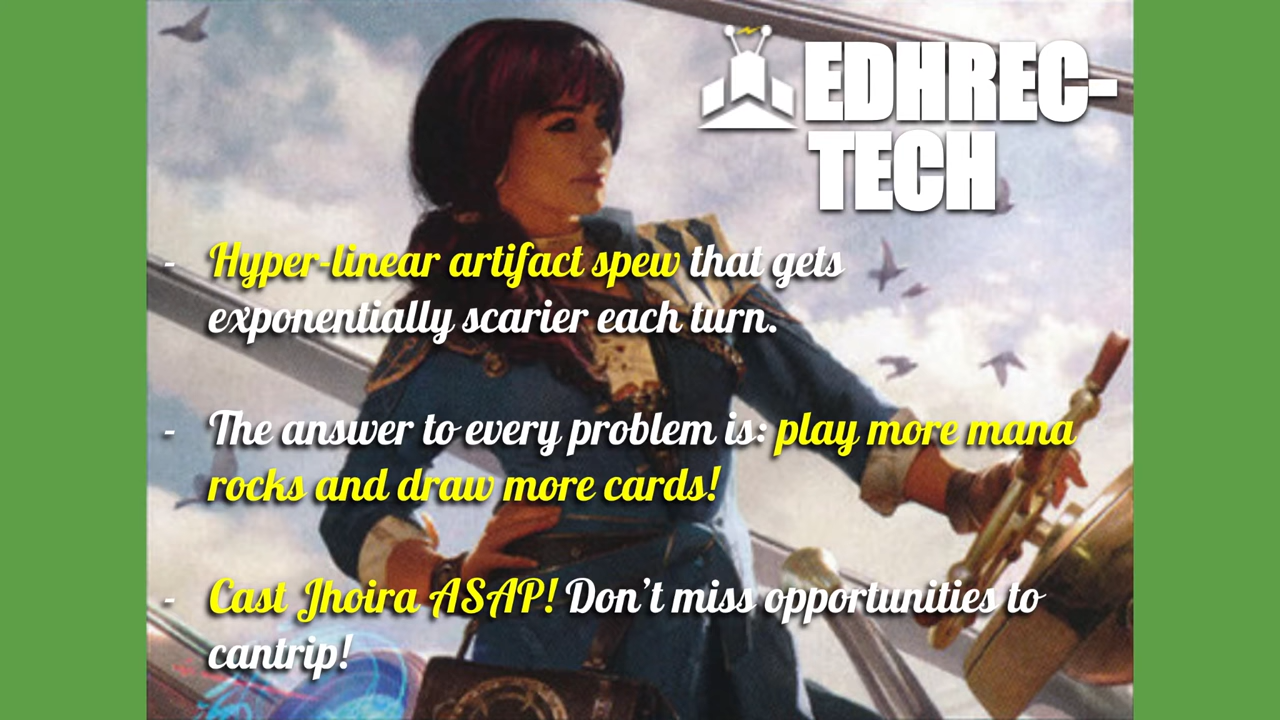 EDHREC-
TECH
- Hyper-linear artifact spew that gets
exponentially scarier each turn.
- The answer to every problem is: play more mana
rocks and draw more cards!
- Cast Jhoira ASAP! Don't miss opportunities to
cantrip!